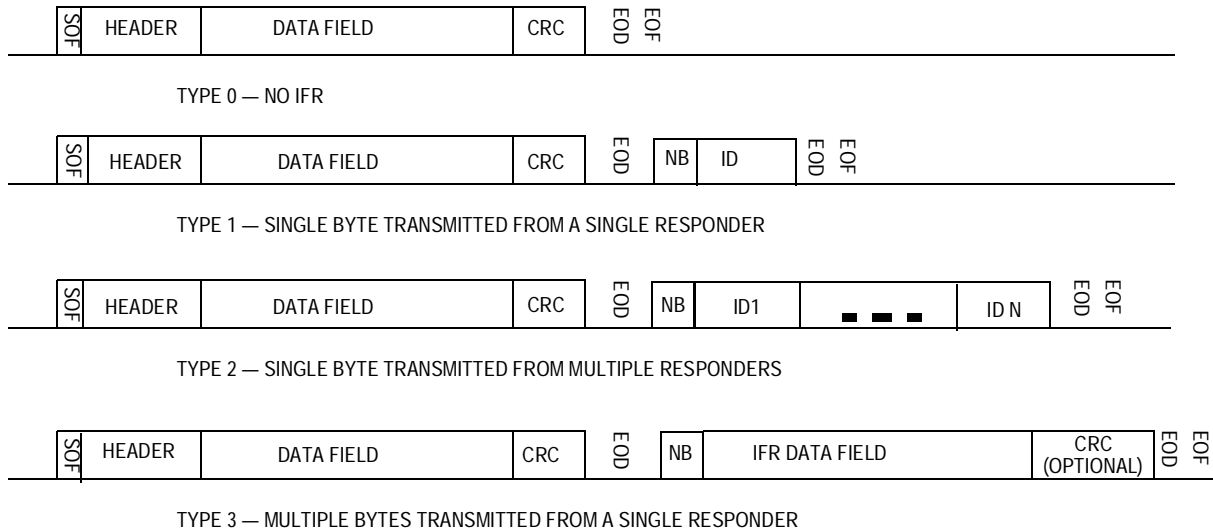 SOF HEADER DATA FIELD CRC EOD EOF
TYPE 0 — NO IFR
SOF HEADER DATA FIELD CRC EOD NB ID EOD EOF
TYPE 1 — SINGLE BYTE TRANSMITTED FROM A SINGLE RESPONDER
SOF HEADER DATA FIELD CRC EOD NB ID1 ID N EOD EOF
TYPE 2 — SINGLE BYTE TRANSMITTED FROM MULTIPLE RESPONDERS
SOF HEADER DATA FIELD CRC EOD NB IFR DATA FIELD CRC (OPTIONAL) EOD EOF
TYPE 3 — MULTIPLE BYTES TRANSMITTED FROM A SINGLE RESPONDER